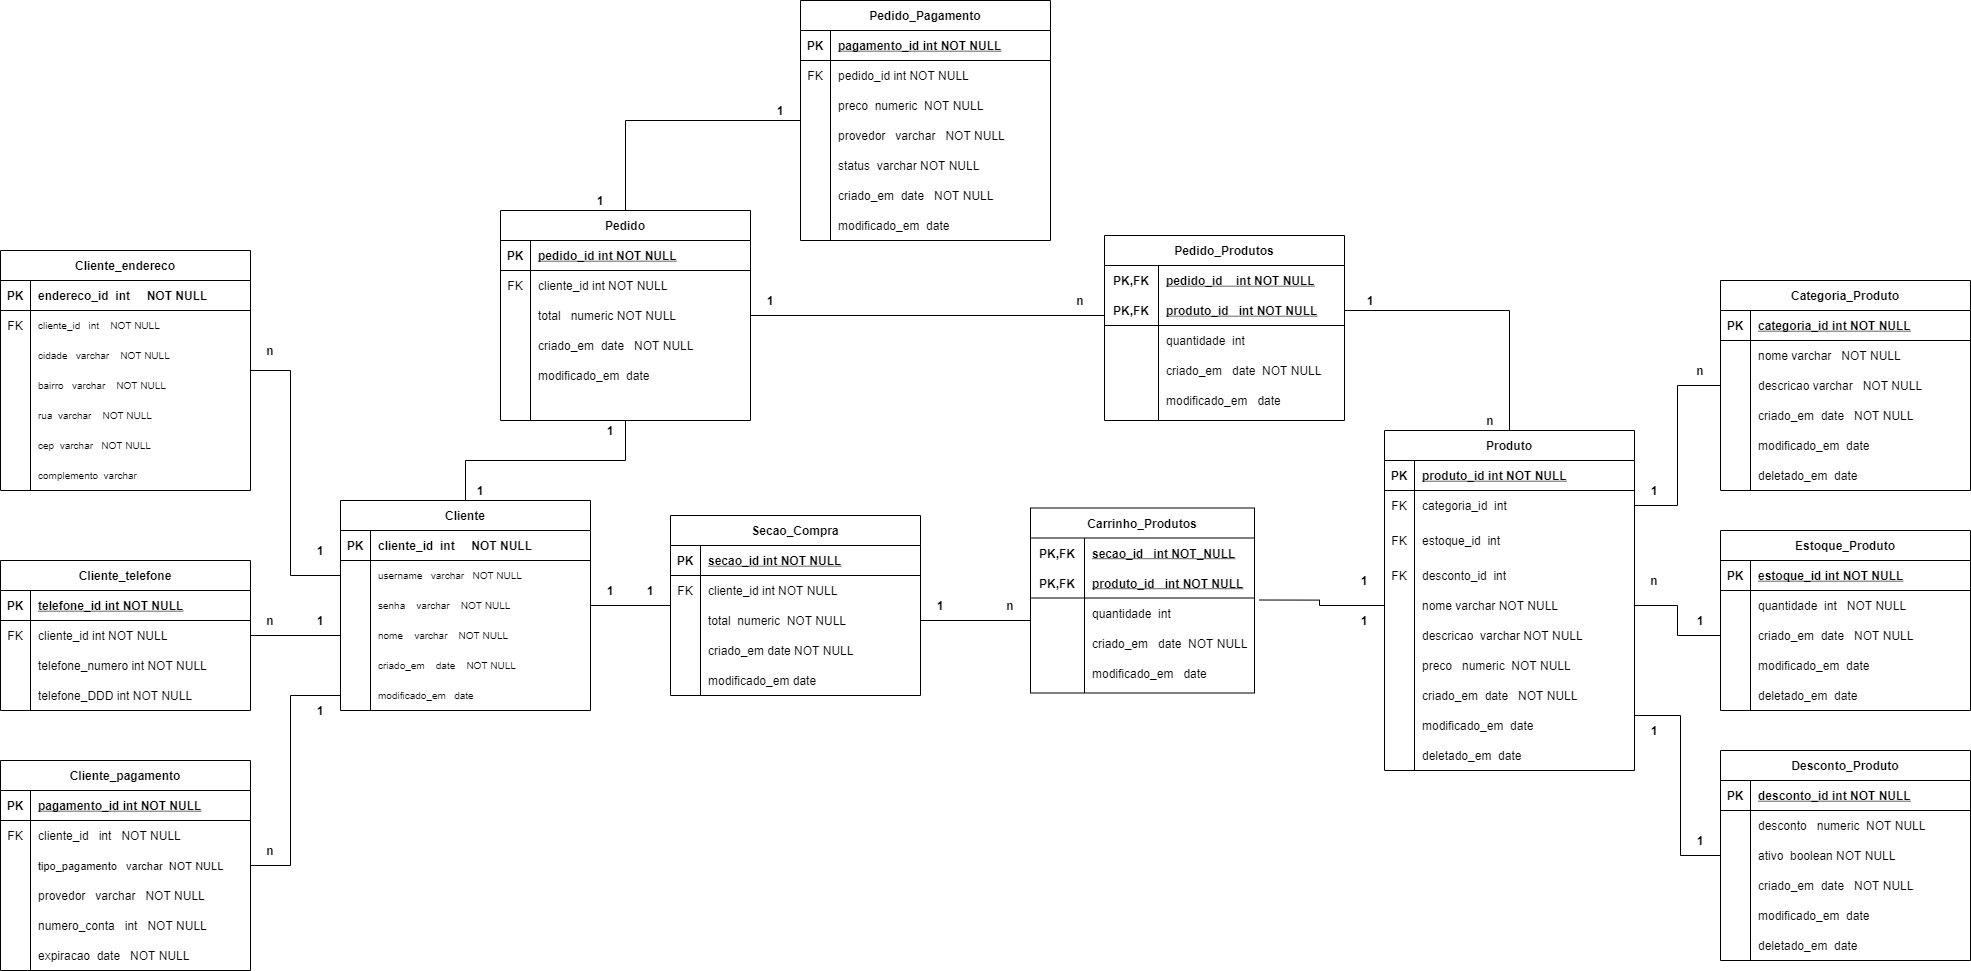 Pedido_Pagamento
PK pagamento_id int NOT NULL
FK pedido_id int NOT NULL
preco numeric NOT NULL
provedor varchar NOT NULL
status varchar NOT NULL
criado_em date NOT NULL
modificado_em date
1
1
Pedido
PK pedido_id int NOT NULL
FK cliente_id int NOT NULL
total numeric NOT NULL
criado_em date NOT NULL
modificado_em date
1
n
1
Pedido_Produtos
PK,FK pedido_id int NOT NULL
PK,FK produto_id int NOT NULL
quantidade int
criado_em date NOT NULL
modificado_em date
1
n
Cliente_endereco
PK endereco_id int NOT NULL
FK cliente_id int NOT NULL
cidade varchar NOT NULL
bairro varchar NOT NULL
rua varchar NOT NULL
cep varchar NOT NULL
complemento varchar
n
1
Cliente_telefone
PK telefone_id int NOT NULL
FK cliente_id int NOT NULL
telefone_numero int NOT NULL
telefone_DDD int NOT NULL
n
1
Cliente_pagamento
PK pagamento_id int NOT NULL
FK cliente_id int NOT NULL
tipo_pagamento varchar NOT NULL
provedor varchar NOT NULL
numero_conta int NOT NULL
expiracao date NOT NULL
n
1
1
Cliente
PK cliente_id int NOT NULL
username varchar NOT NULL
senha varchar NOT NULL
nome varchar NOT NULL
criado_em date NOT NULL
modificado_em date
1
1
Secao_Compra
PK secao_id int NOT NULL
FK cliente_id int NOT NULL
total numeric NOT NULL
criado_em date NOT NULL
modificado_em date
1
n
Carrinho_Produtos
PK,FK secao_id int NOT_NULL
PK,FK produto_id int NOT NULL
quantidade int
criado_em date NOT NULL
modificado_em date
1
1
Produto
PK produto_id int NOT NULL
FK categoria_id int
FK estoque_id int
FK desconto_id int
nome varchar NOT NULL
descricao varchar NOT NULL
preco numeric NOT NULL
criado_em date NOT NULL
modificado_em date
deletado_em date
1
n
n
1
1
1
Categoria_Produto
PK categoria_id int NOT NULL
nome varchar NOT NULL
descricao varchar NOT NULL
criado_em date NOT NULL
modificado_em date
deletado_em date
Estoque_Produto
PK estoque_id int NOT NULL
quantidade int NOT NULL
criado_em date NOT NULL
modificado_em date
deletado_em date
Desconto_Produto
PK desconto_id int NOT NULL
desconto numeric NOT NULL
ativo boolean NOT NULL
criado_em date NOT NULL
modificado_em date
deletado_em date